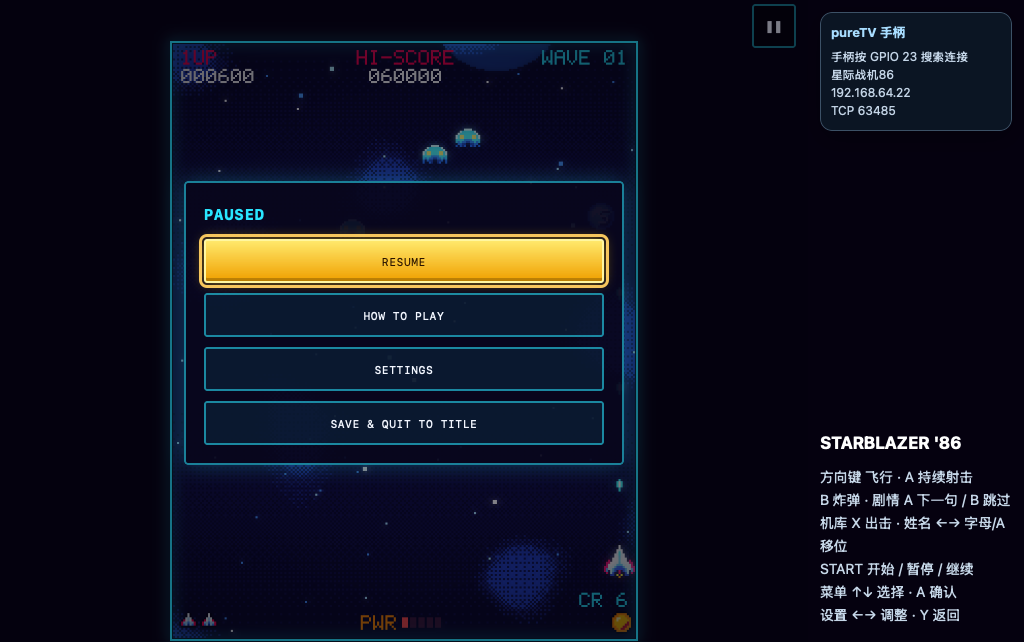 1UP HI-SCORE WAVE 01
000600 060000
PAUSED
RESUME
HOW TO PLAY
SETTINGS
SAVE & QUIT TO TITLE
CR 6
PWR
pureTV 手柄
手柄按 GPIO 23 搜索连接
星际战机86
192.168.64.22
TCP 63485
STARBLAZER '86
方向键 飞行 · A 持续射击
B 炸弹 · 剧情 A 下一句 / B 跳过
机库 X 出击 · 姓名 ←→ 字母/A
移位
START 开始 / 暂停 / 继续
菜单 ↑↓ 选择 · A 确认
设置 ←→ 调整 · Y 返回